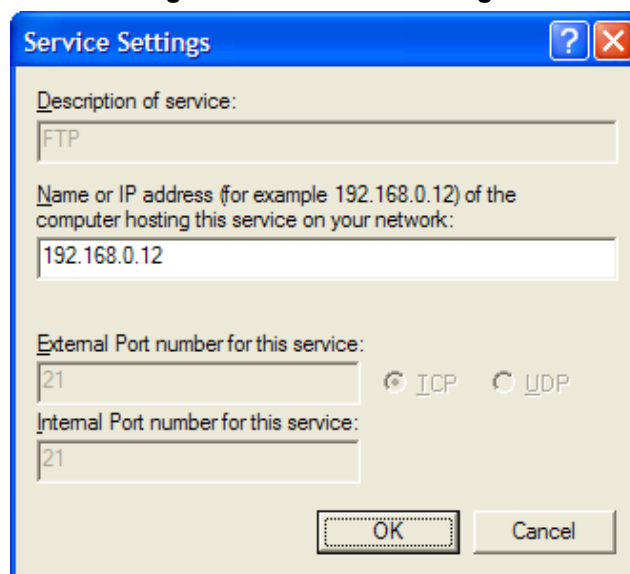 Service Settings
Description of service:
FTP
Name or IP address (for example 192.168.0.12) of the
computer hosting this service on your network:
192.168.0.12
External Port number for this service:
21 TCP UDP
Internal Port number for this service:
21
OK Cancel